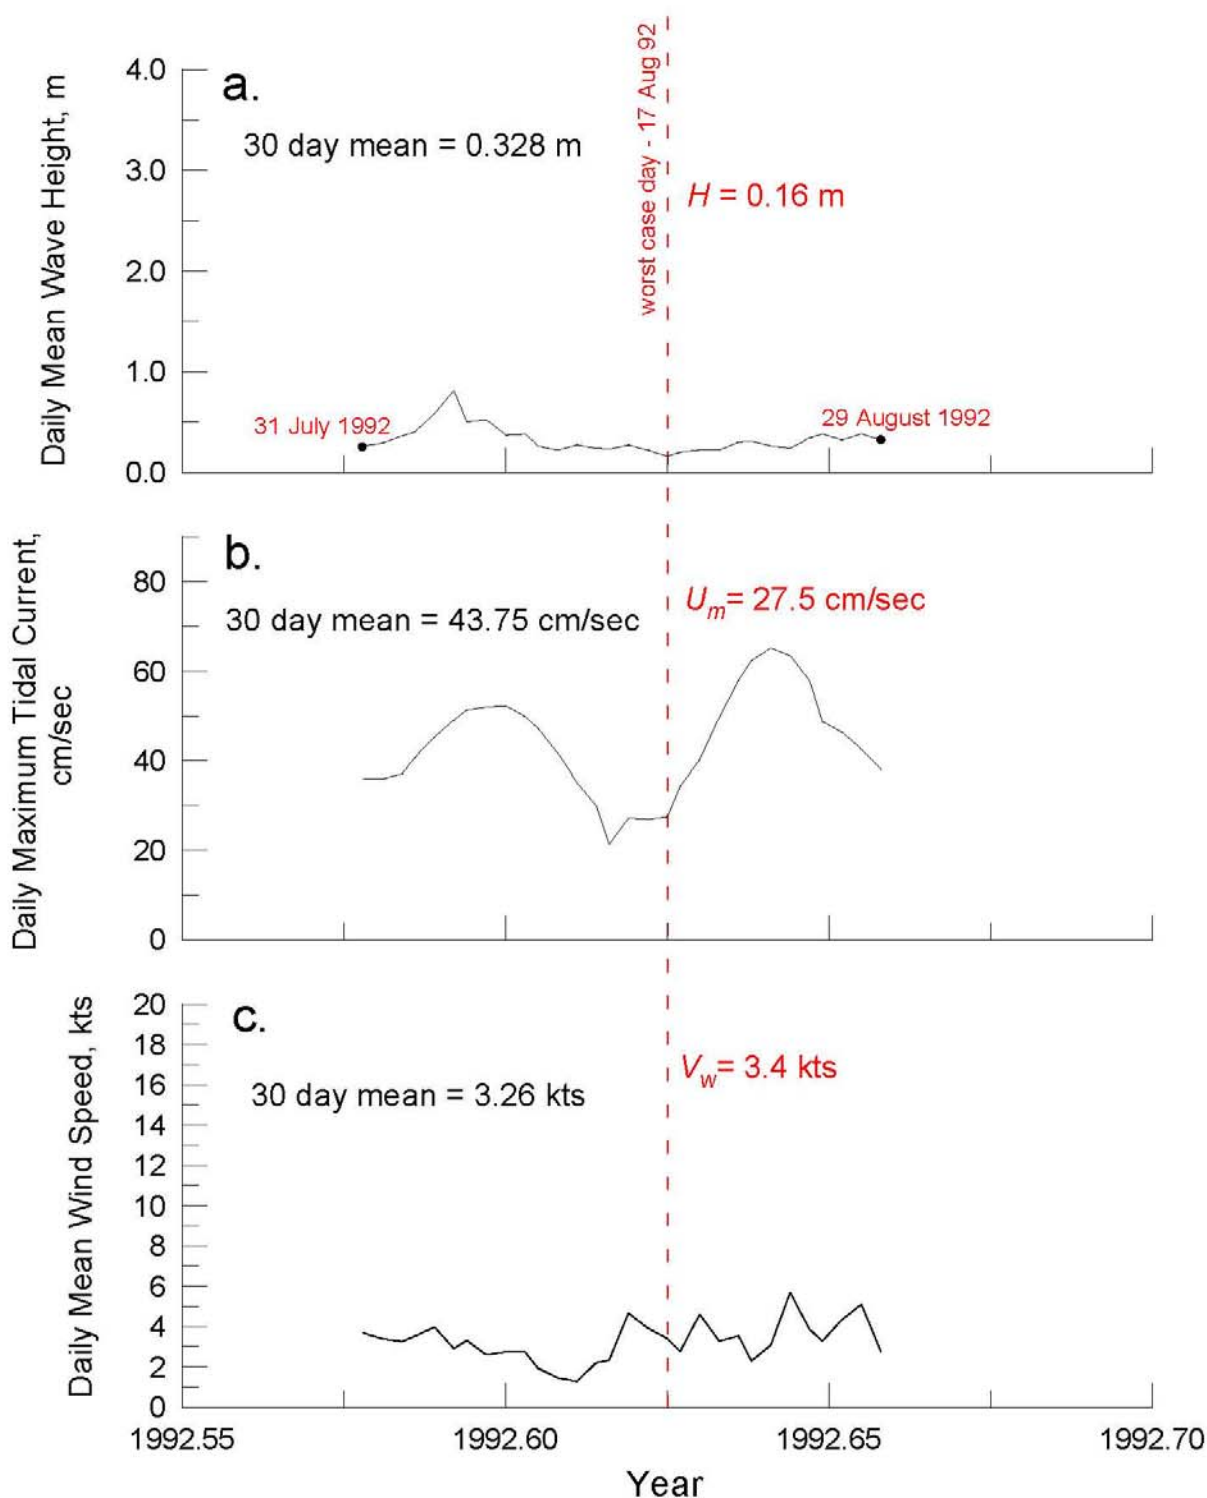 Daily Mean Wave Height, m
4.0
3.0
2.0
1.0
0.0
a.
30 day mean = 0.328 m
worst case day - 17 Aug 92
H = 0.16 m
31 July 1992
29 August 1992
Daily Maximum Tidal Current,
cm/sec
80
60
40
20
0
b.
30 day mean = 43.75 cm/sec
Um= 27.5 cm/sec
Daily Mean Wind Speed, kts
20
18
16
14
12
10
8
6
4
2
0
c.
30 day mean = 3.26 kts
Vw= 3.4 kts
1992.55
1992.60
1992.65
1992.70
Year